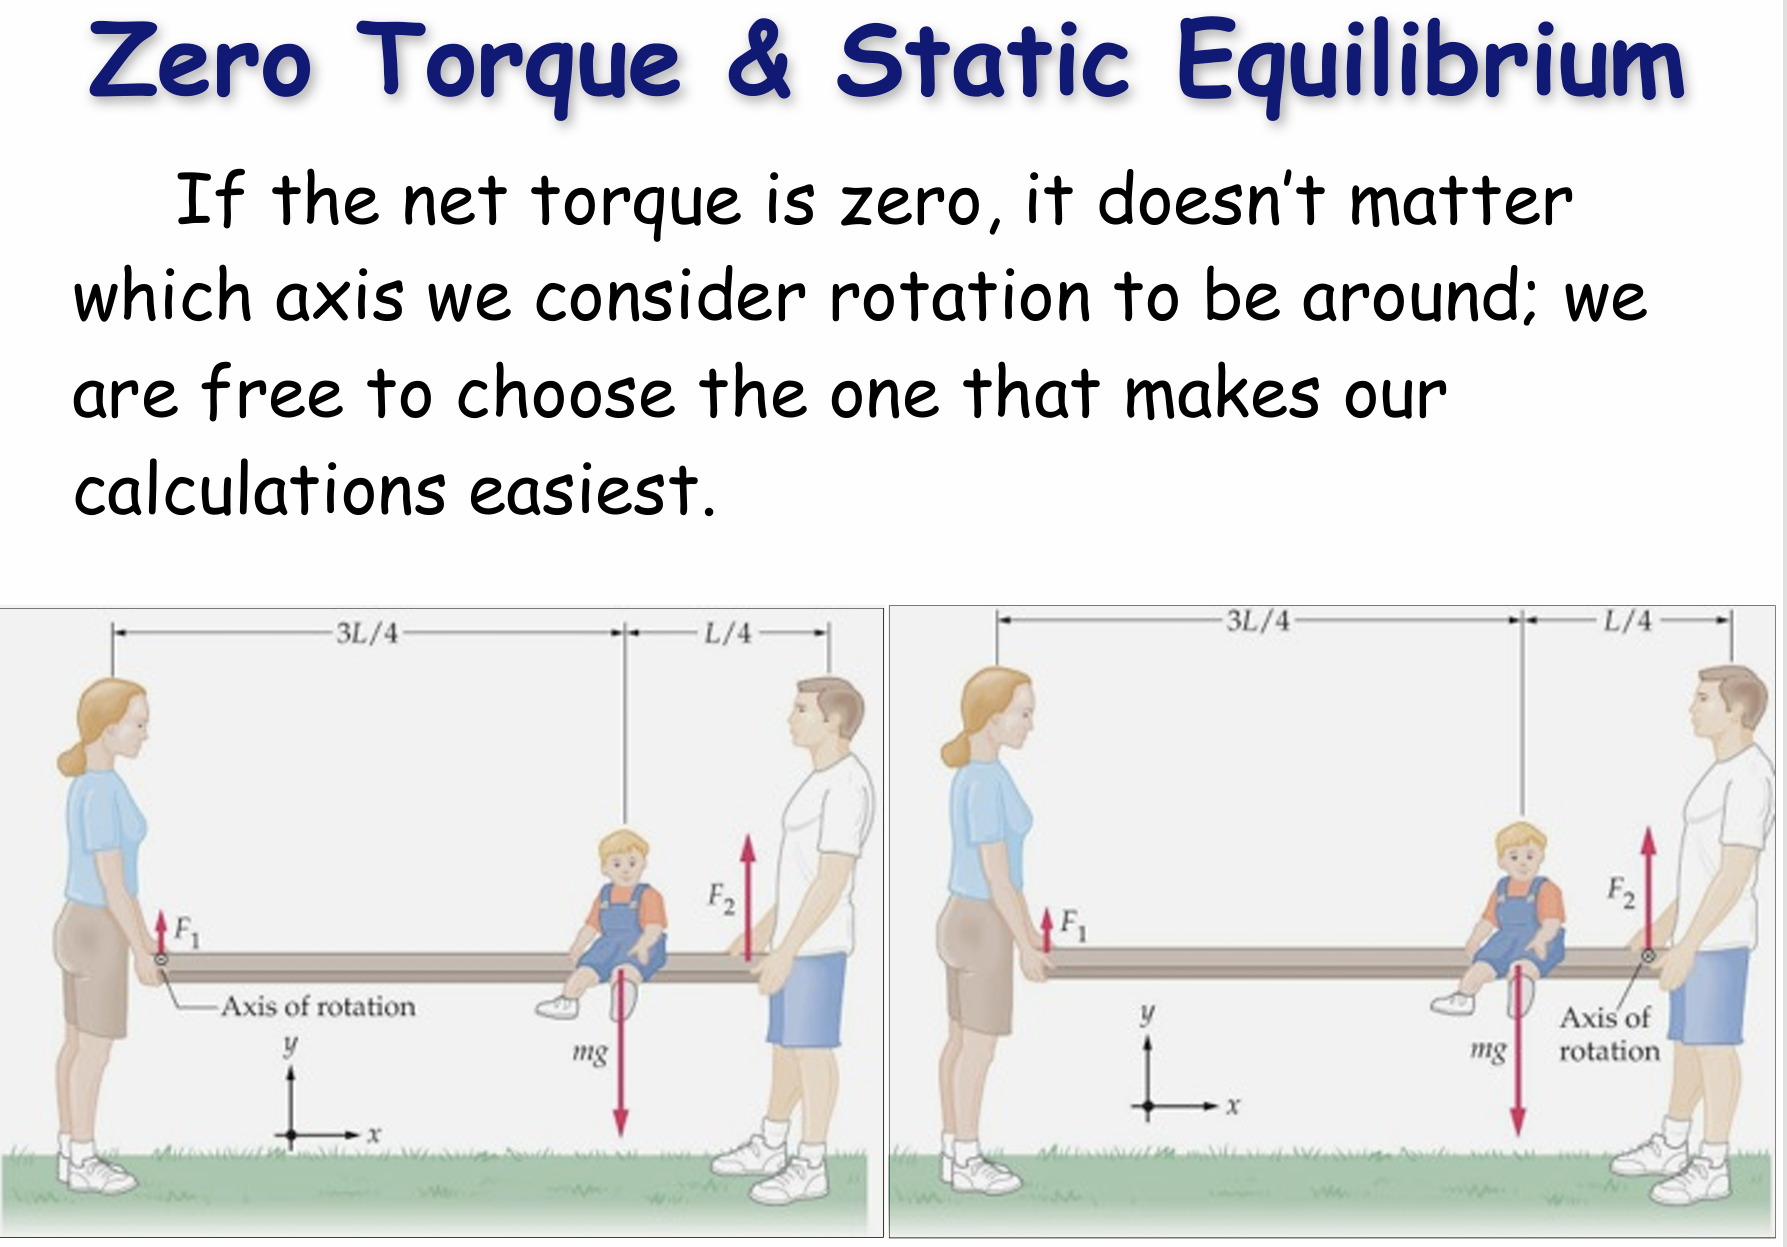 Zero Torque & Static Equilibrium
If the net torque is zero, it doesn't matter
which axis we consider rotation to be around; we
are free to choose the one that makes our
calculations easiest.
3L/4
L/4
F₁
F₂
Axis of rotation
mg
y
x
3L/4
L/4
F₁
F₂
Axis of
rotation
mg
y
x